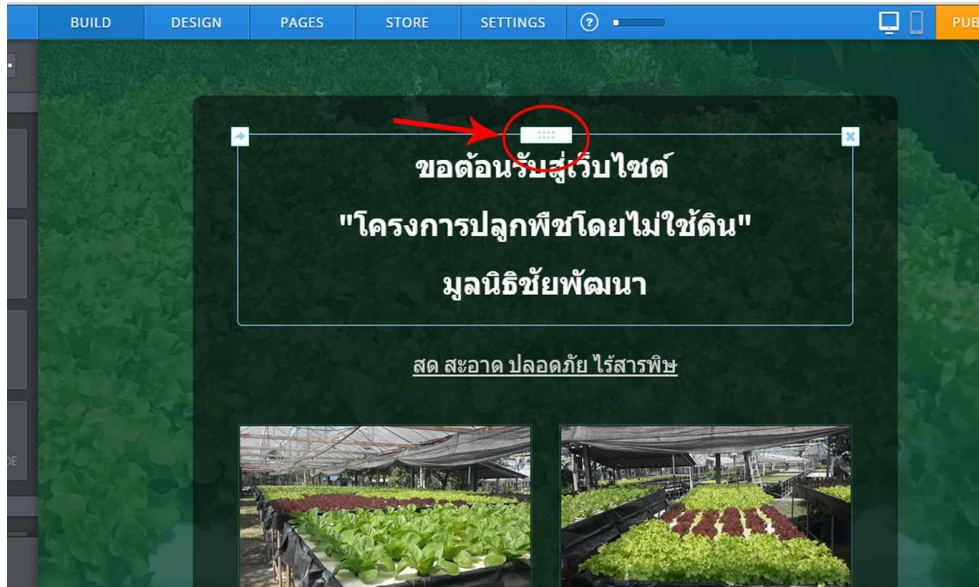 BUILD DESIGN PAGES STORE SETTINGS ? PUB
ขอต้อนรับสู่เว็บไซต์
"โครงการปลูกพืชโดยไม่ใช้ดิน"
มูลนิธิชัยพัฒนา
สด สะอาด ปลอดภัย ไร้สารพิษ
DE